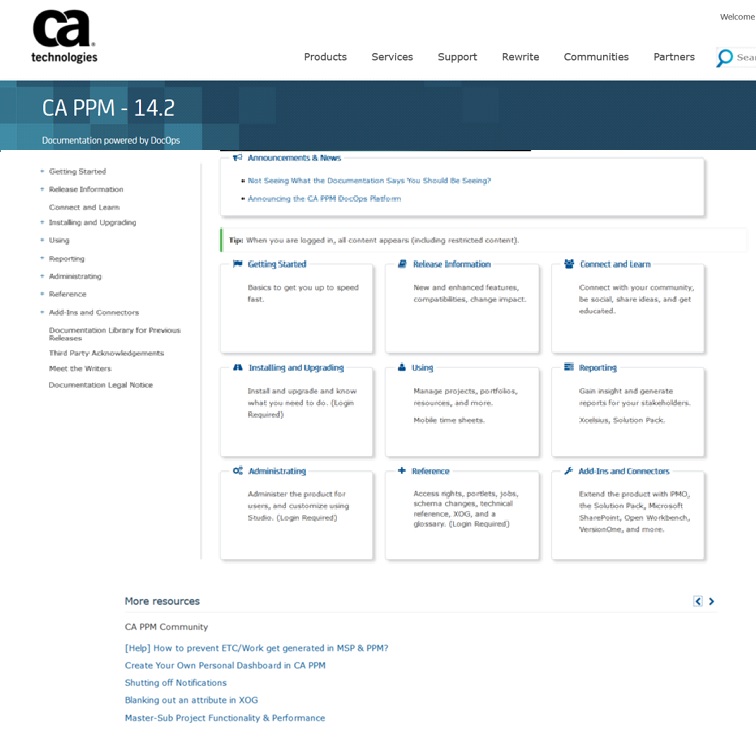 ca
technologies
Welcome
Products Services Support Rewrite Communities Partners
CA PPM - 14.2
Documentation powered by DocOps
Getting Started
Release Information
Connect and Learn
Installing and Upgrading
Using
Reporting
Administrating
Reference
Add-Ins and Connectors
Documentation Library for Previous
Releases
Third Party Acknowledgements
Meet the Writers
Documentation Legal Notice
Announcements & News
Not Seeing What the Documentation Says You Should Be Seeing?
Announcing the CA PPM DocOps Platform
Tip: When you are logged in, all content appears (including restricted content).
Getting Started
Basics to get you up to speed
fast.
Release Information
New and enhanced features,
compatibilities, change impact.
Connect and Learn
Connect with your community,
be social, share ideas, and get
educated.
Installing and Upgrading
Install and upgrade and know
what you need to do. (Login
Required)
Using
Manage projects, portfolios,
resources, and more.
Mobile time sheets.
Reporting
Gain insight and generate
reports for your stakeholders.
Xcelsius, Solution Pack.
Administrating
Administer the product for
users, and customize using
Studio. (Login Required)
Reference
Access rights, portlets, jobs,
schema changes, technical
reference, XOG, and a
glossary. (Login Required)
Add-Ins and Connectors
Extend the product with PMO,
the Solution Pack, Microsoft
SharePoint, Open Workbench,
VersionOne, and more.
More resources
CA PPM Community
[Help] How to prevent ETC/Work get generated in MSP & PPM?
Create Your Own Personal Dashboard in CA PPM
Shutting off Notifications
Blanking out an attribute in XOG
Master-Sub Project Functionality & Performance